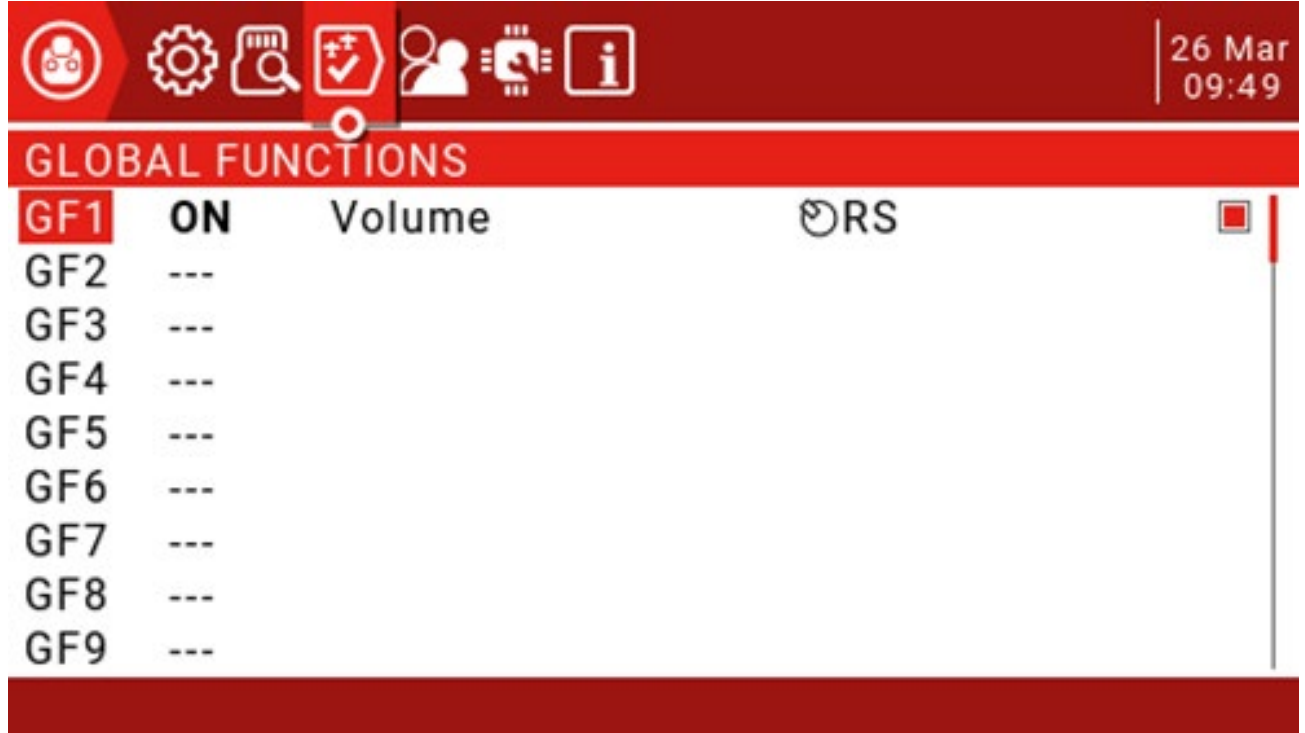 26 Mar
09:49
GLOBAL FUNCTIONS
GF1 ON Volume RS
GF2 ---
GF3 ---
GF4 ---
GF5 ---
GF6 ---
GF7 ---
GF8 ---
GF9 ---